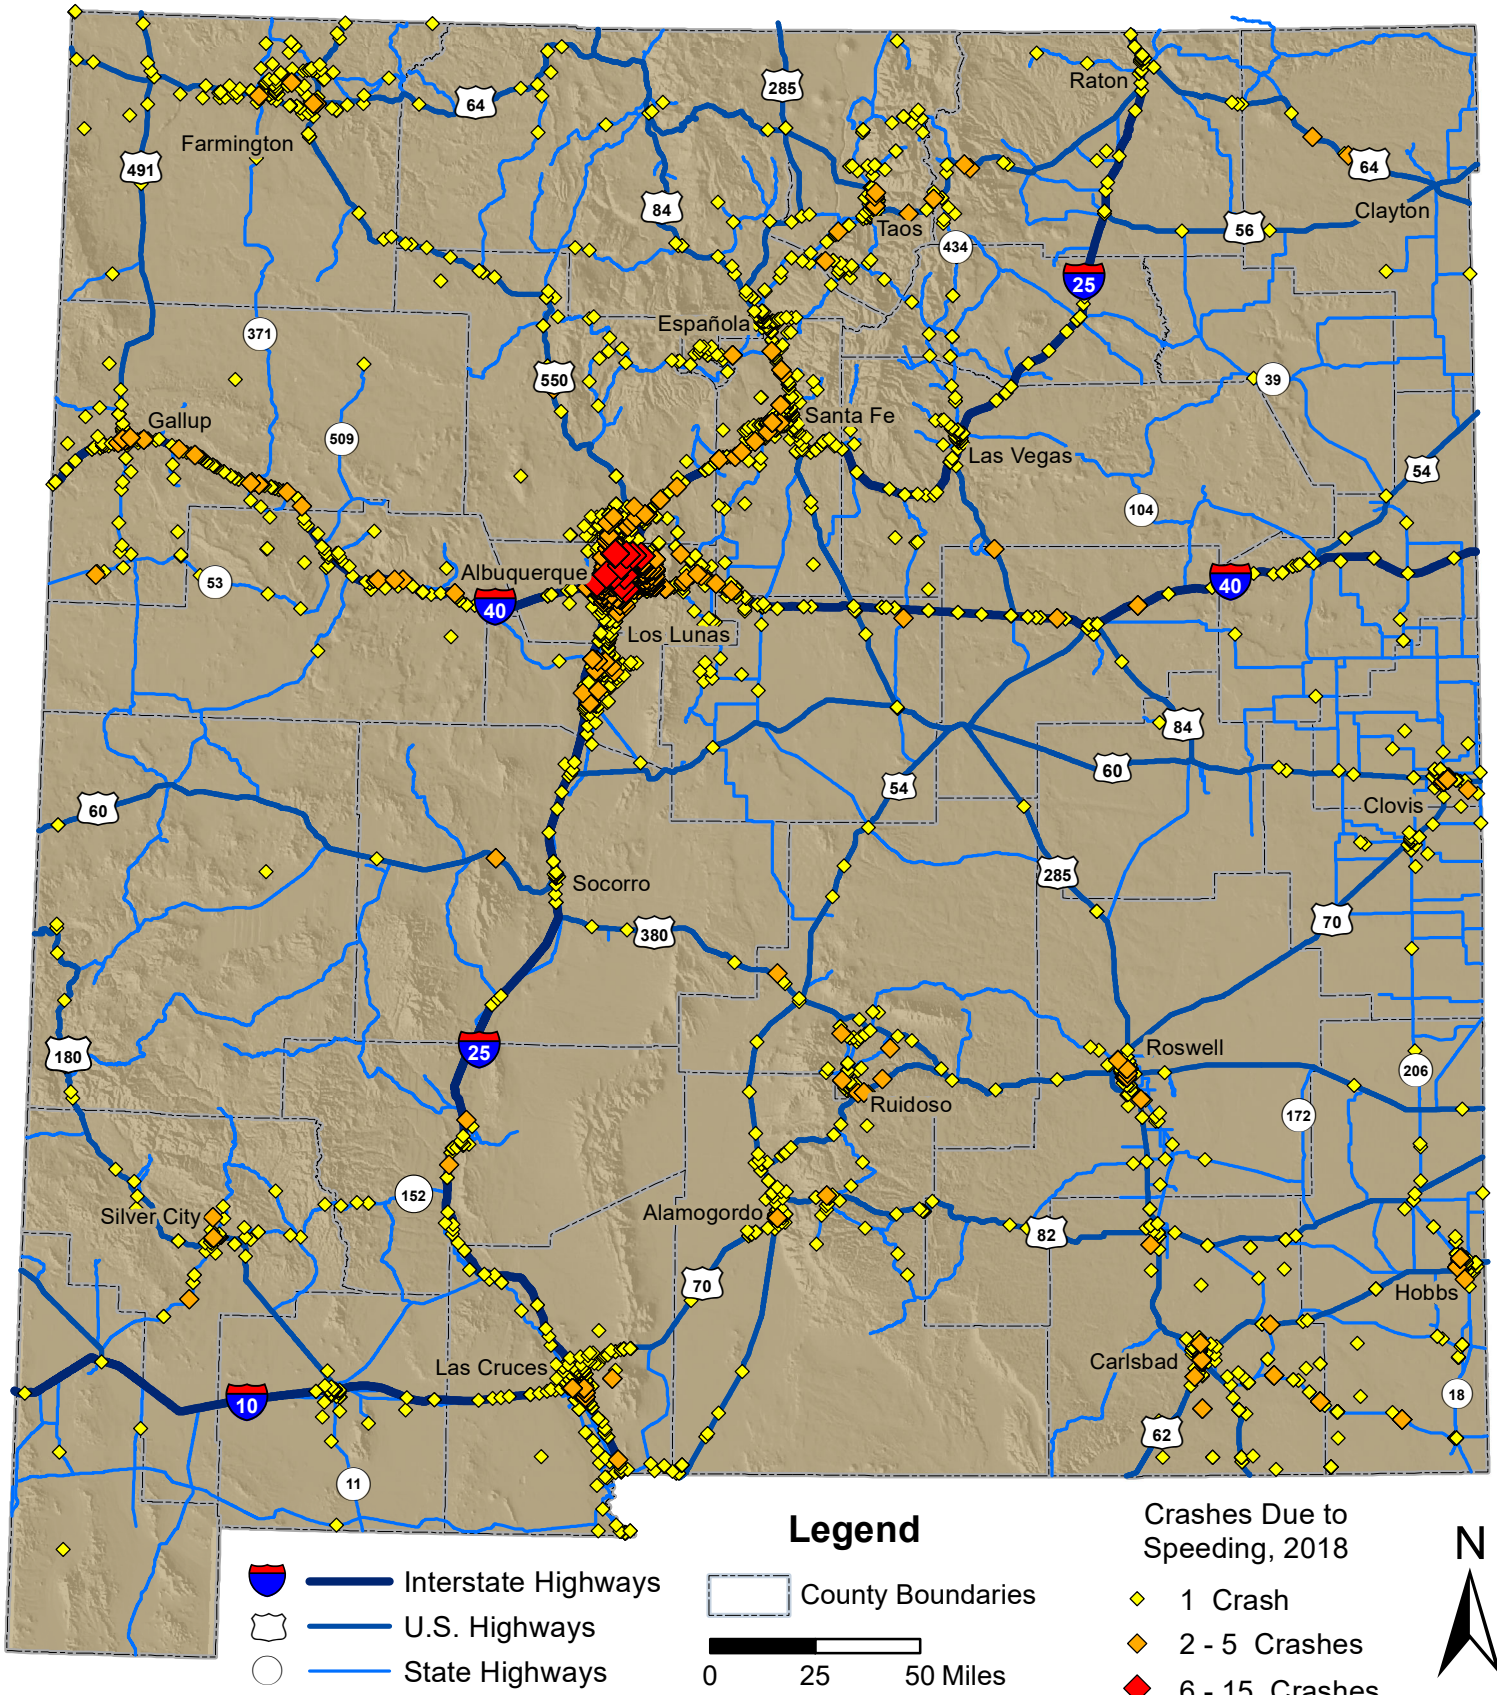 285
Raton
64
Farmington
491
64
84
Clayton
Taos
56
434
25
Española
371
550
39
Gallup
Santa Fe
509
Las Vegas
54
104
Albuquerque
53
40
40
Los Lunas
84
60
54
60
Clovis
285
Socorro
70
380
25
180
Roswell
206
Ruidoso
172
152
Silver City
Alamogordo
82
70
Hobbs
Las Cruces
Carlsbad
10
18
62
11
Legend
Interstate Highways
U.S. Highways
State Highways
County Boundaries
0 25 50 Miles
Crashes Due to
Speeding, 2018
1 Crash
2 - 5 Crashes
6 - 15 Crashes
N